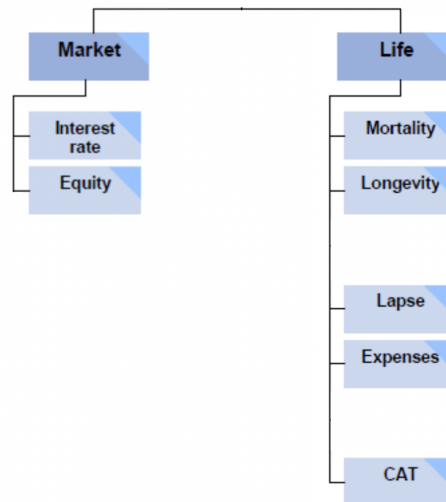 Market
Life
Interest
rate
Equity
Mortality
Longevity
Lapse
Expenses
CAT